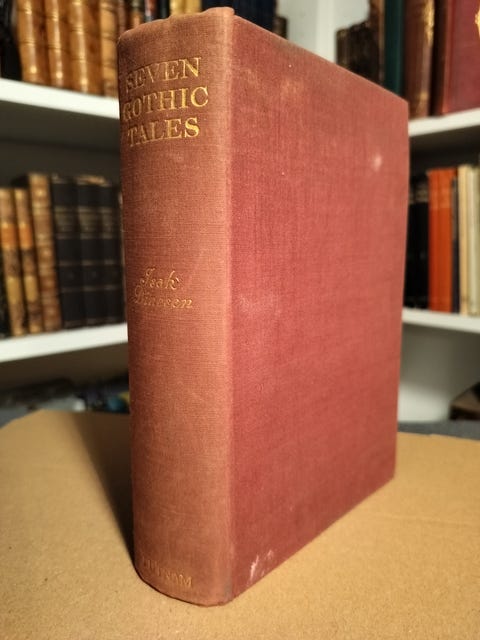 SEVEN
GOTHIC
TALES
Isak
Dinesen
PUTNAM